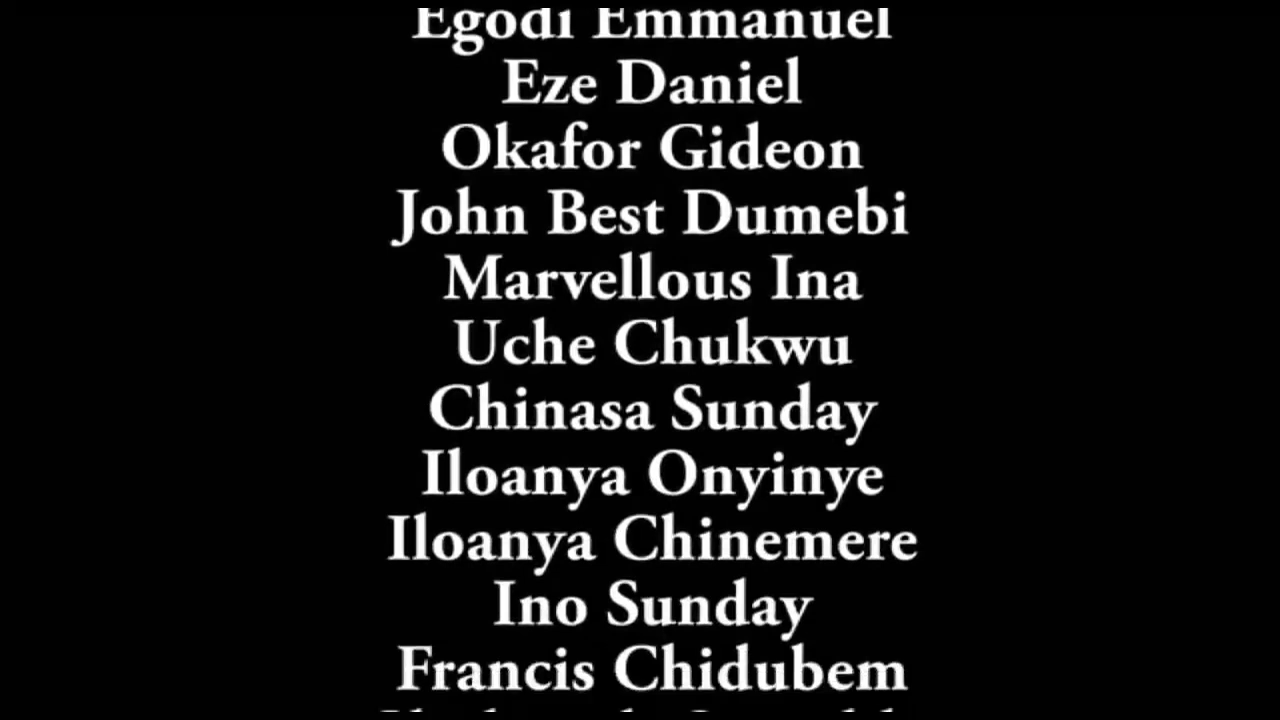 Egodi Emmanuel
Eze Daniel
Okafor Gideon
John Best Dumebi
Marvellous Ina
Uche Chukwu
Chinasa Sunday
Iloanya Onyinye
Iloanya Chinemere
Ino Sunday
Francis Chidubem